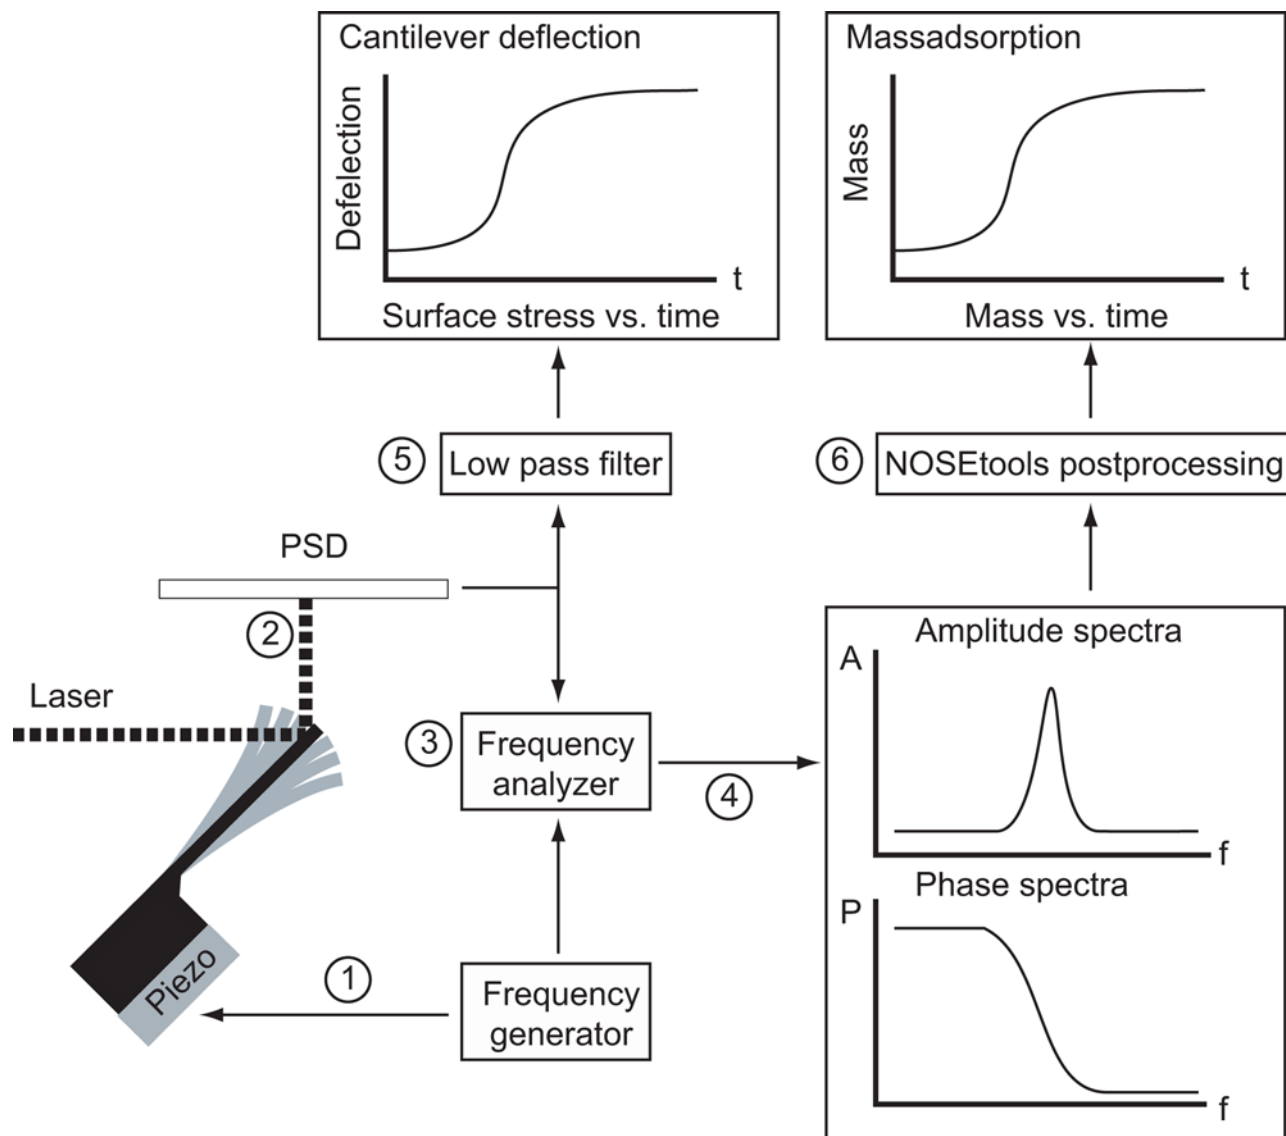 Cantilever deflection
Defelection
t
Surface stress vs. time
Massadsorption
Mass
t
Mass vs. time
5
Low pass filter
6
NOSEtools postprocessing
PSD
2
Laser
3
Frequency
analyzer
4
Amplitude spectra
A
f
Phase spectra
P
f
Piezo
1
Frequency
generator